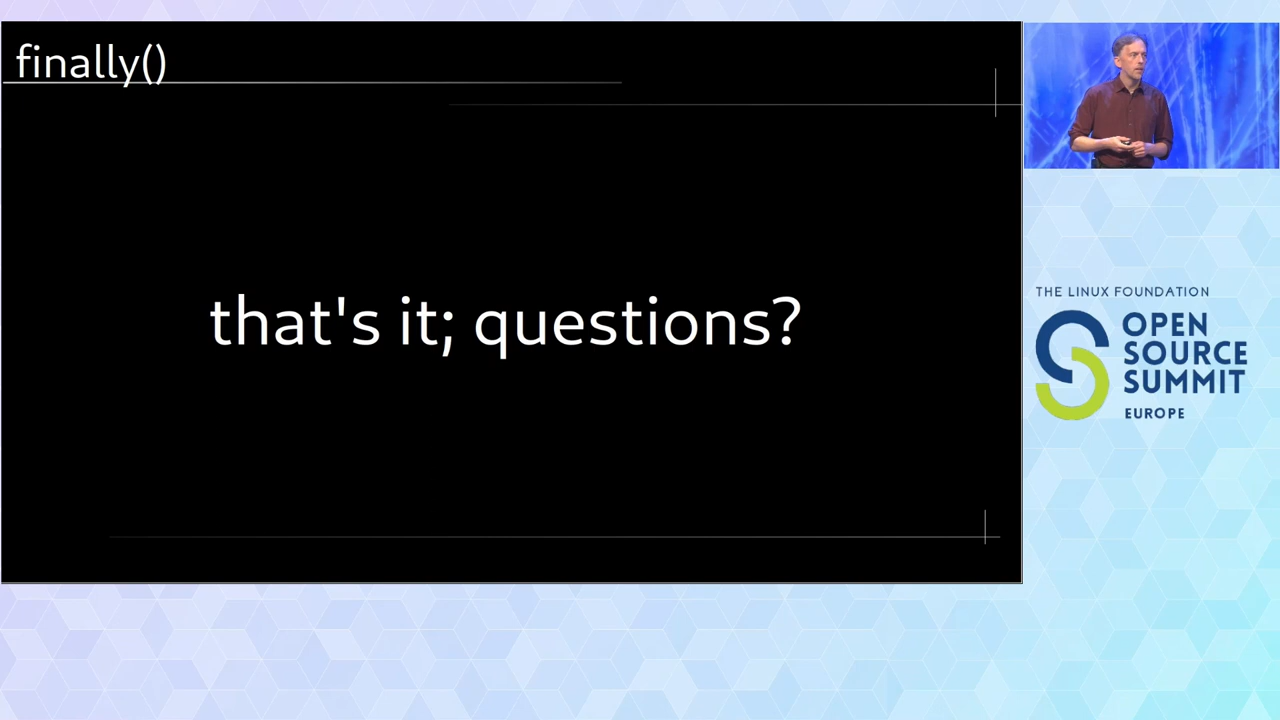 finally()
that's it; questions?
THE LINUX FOUNDATION
OPEN
SOURCE
SUMMIT
EUROPE